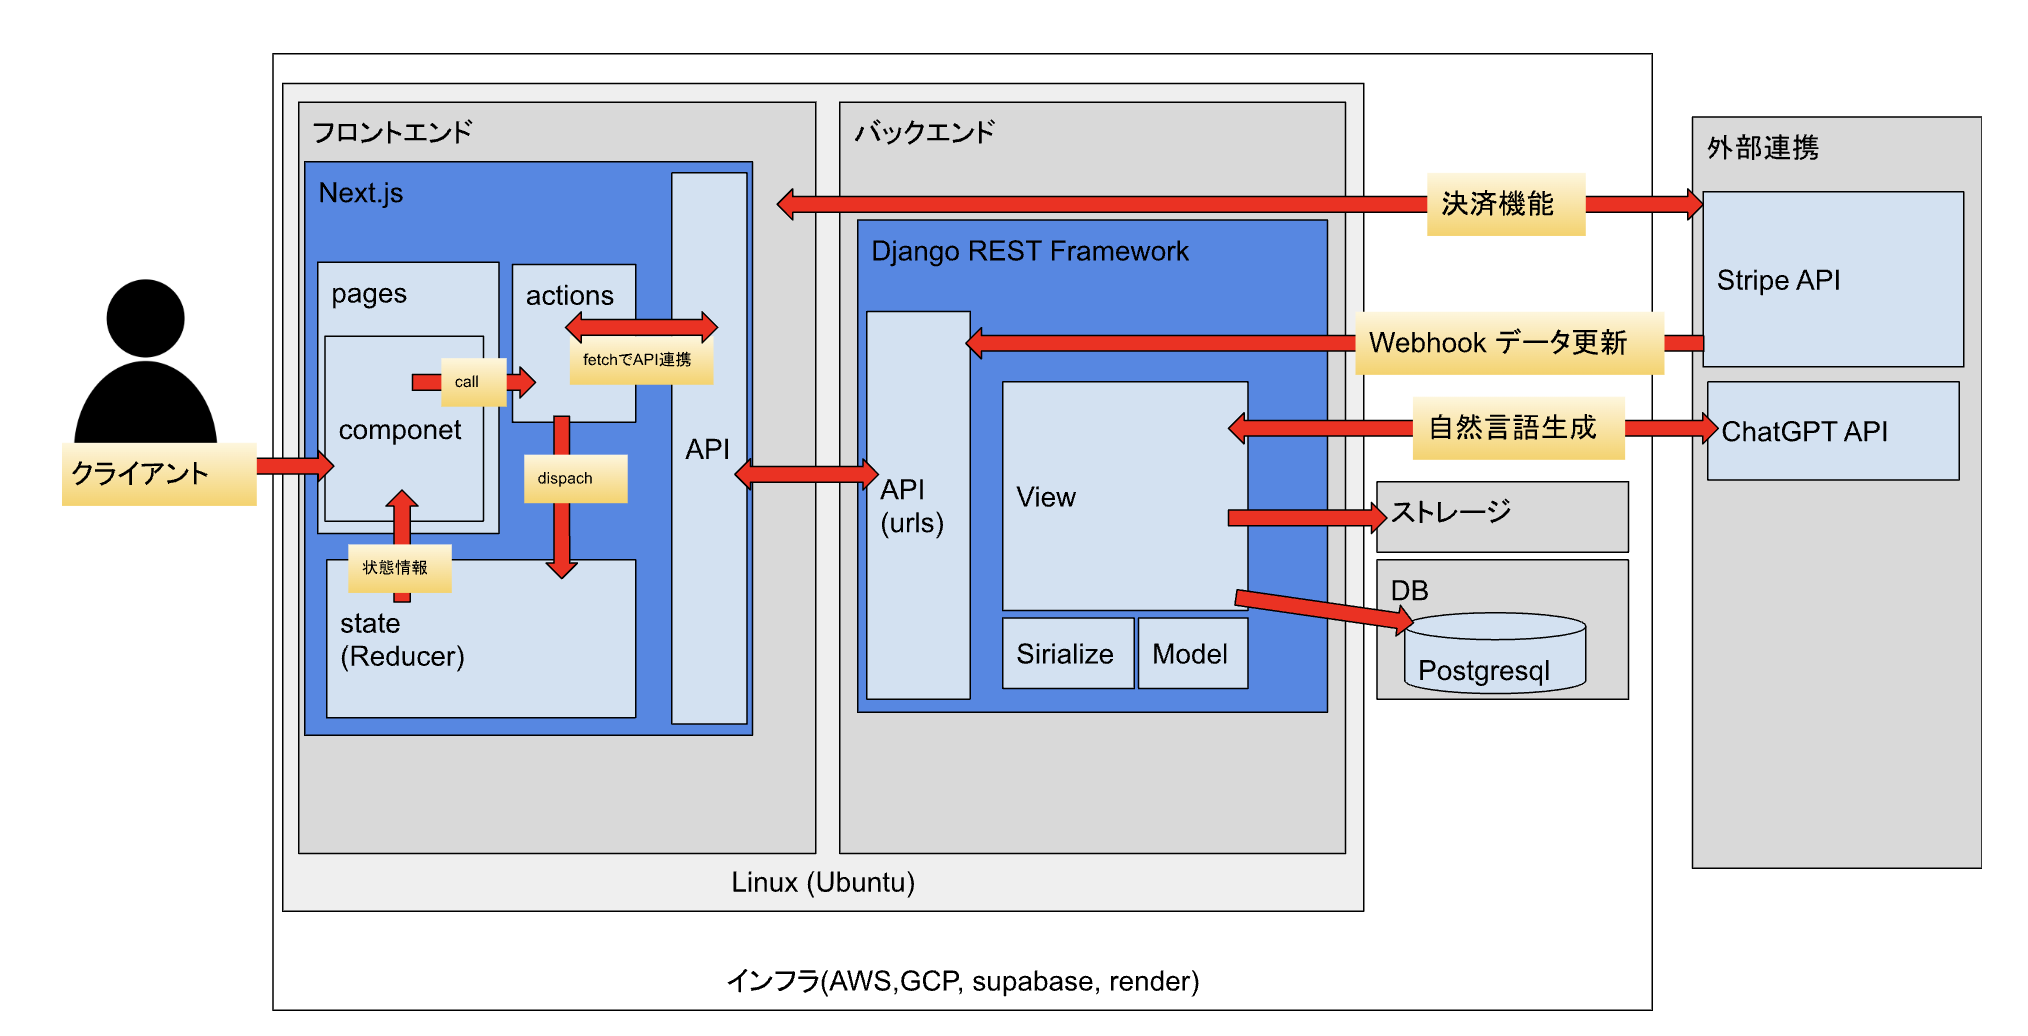 フロントエンド
Next.js
pages
componet
call
actions
fetchでAPI連携
dispach
状態情報
state
(Reducer)
API
クライアント
バックエンド
Django REST Framework
API
(urls)
View
Sirialize
Model
決済機能
Webhook データ更新
自然言語生成
ストレージ
DB
Postgresql
外部連携
Stripe API
ChatGPT API
Linux (Ubuntu)
インフラ(AWS,GCP, supabase, render)